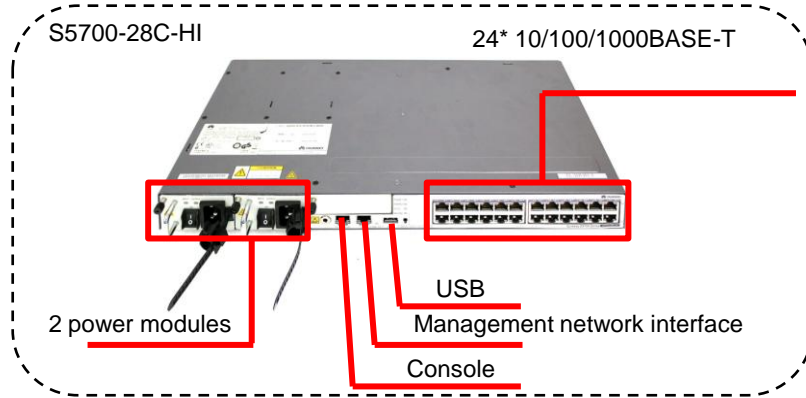 S5700-28C-HI
24* 10/100/1000BASE-T
USB
2 power modules
Management network interface
Console